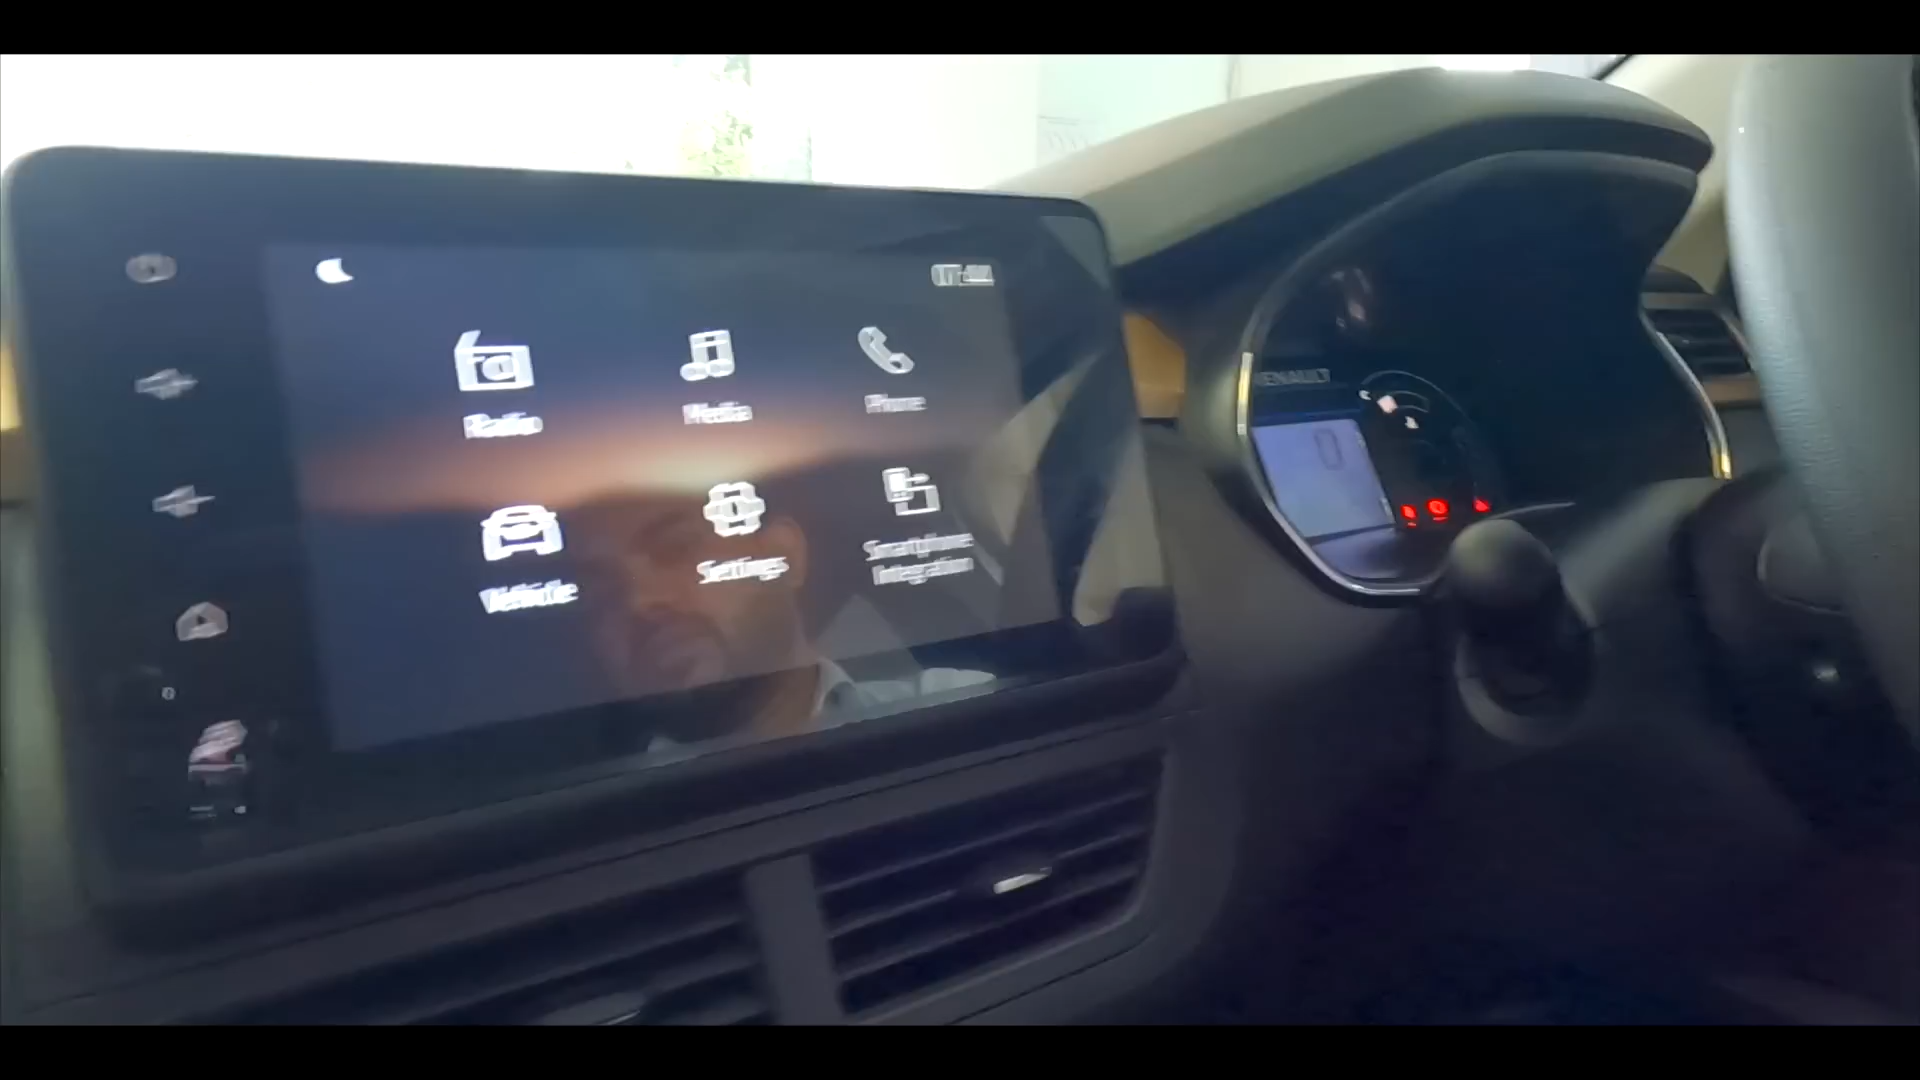 Radio
Media
Phone
Vehicle
Settings
Smartphone
Integration
RENAULT